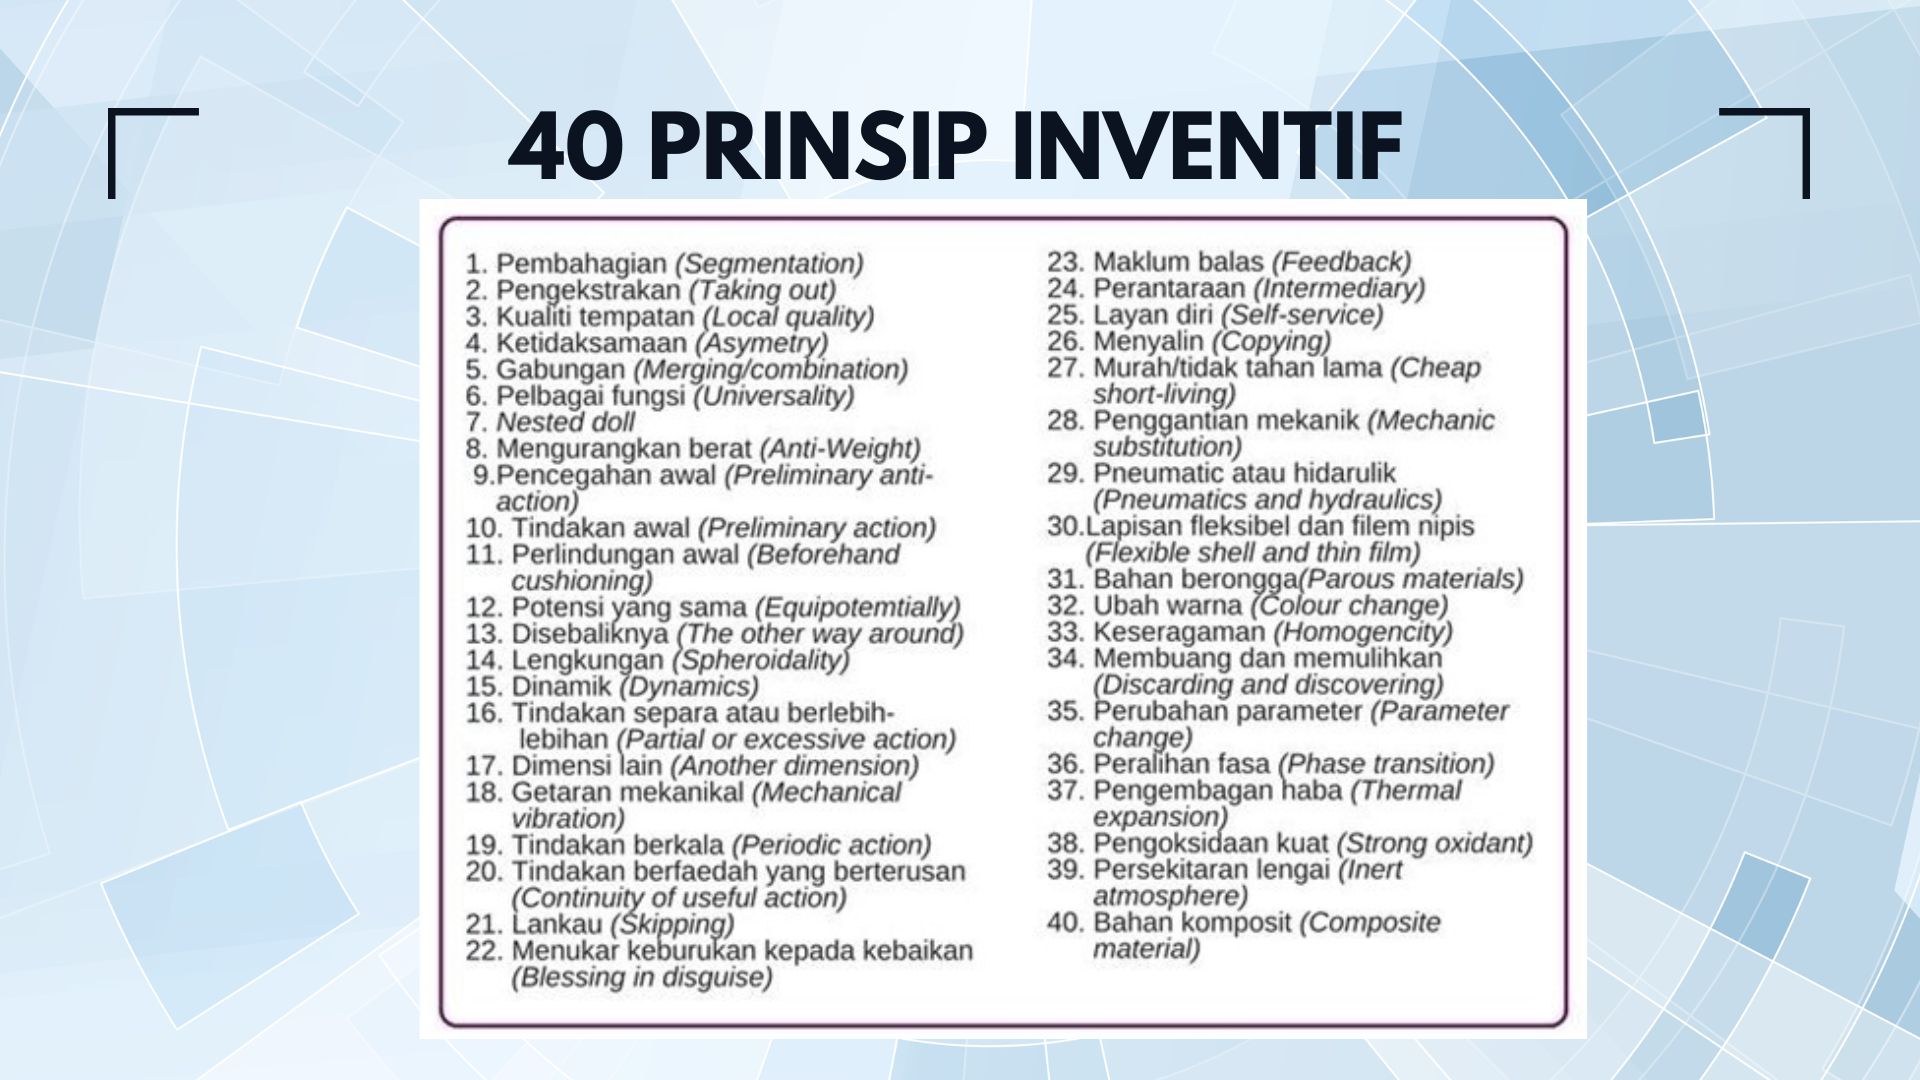 40 PRINSIP INVENTIF
1. Pembahagian (Segmentation)
2. Pengekstrakan (Taking out)
3. Kualiti tempatan (Local quality)
4. Ketidaksamaan (Asymetry)
5. Gabungan (Merging/combination)
6. Pelbagai fungsi (Universality)
7. Nested doll
8. Mengurangkan berat (Anti-Weight)
9.Pencegahan awal (Preliminary anti-
action)
10. Tindakan awal (Preliminary action)
11. Perlindungan awal (Beforehand
cushioning)
12. Potensi yang sama (Equipotemtially)
13. Disebaliknya (The other way around)
14. Lengkungan (Spheroidality)
15. Dinamik (Dynamics)
16. Tindakan separa atau berlebih-
lebihan (Partial or excessive action)
17. Dimensi lain (Another dimension)
18. Getaran mekanikal (Mechanical
vibration)
19. Tindakan berkala (Periodic action)
20. Tindakan berfaedah yang berterusan
(Continuity of useful action)
21. Lankau (Skipping)
22. Menukar keburukan kepada kebaikan
(Blessing in disguise)
23. Maklum balas (Feedback)
24. Perantaraan (Intermediary)
25. Layan diri (Self-service)
26. Menyalin (Copying)
27. Murah/tidak tahan lama (Cheap
short-living)
28. Penggantian mekanik (Mechanic
substitution)
29. Pneumatic atau hidarulik
(Pneumatics and hydraulics)
30.Lapisan fleksibel dan filem nipis
(Flexible shell and thin film)
31. Bahan berongga(Parous materials)
32. Ubah warna (Colour change)
33. Keseragaman (Homogencity)
34. Membuang dan memulihkan
(Discarding and discovering)
35. Perubahan parameter (Parameter
change)
36. Peralihan fasa (Phase transition)
37. Pengembagan haba (Thermal
expansion)
38. Pengoksidaan kuat (Strong oxidant)
39. Persekitaran lengai (Inert
atmosphere)
40. Bahan komposit (Composite
material)